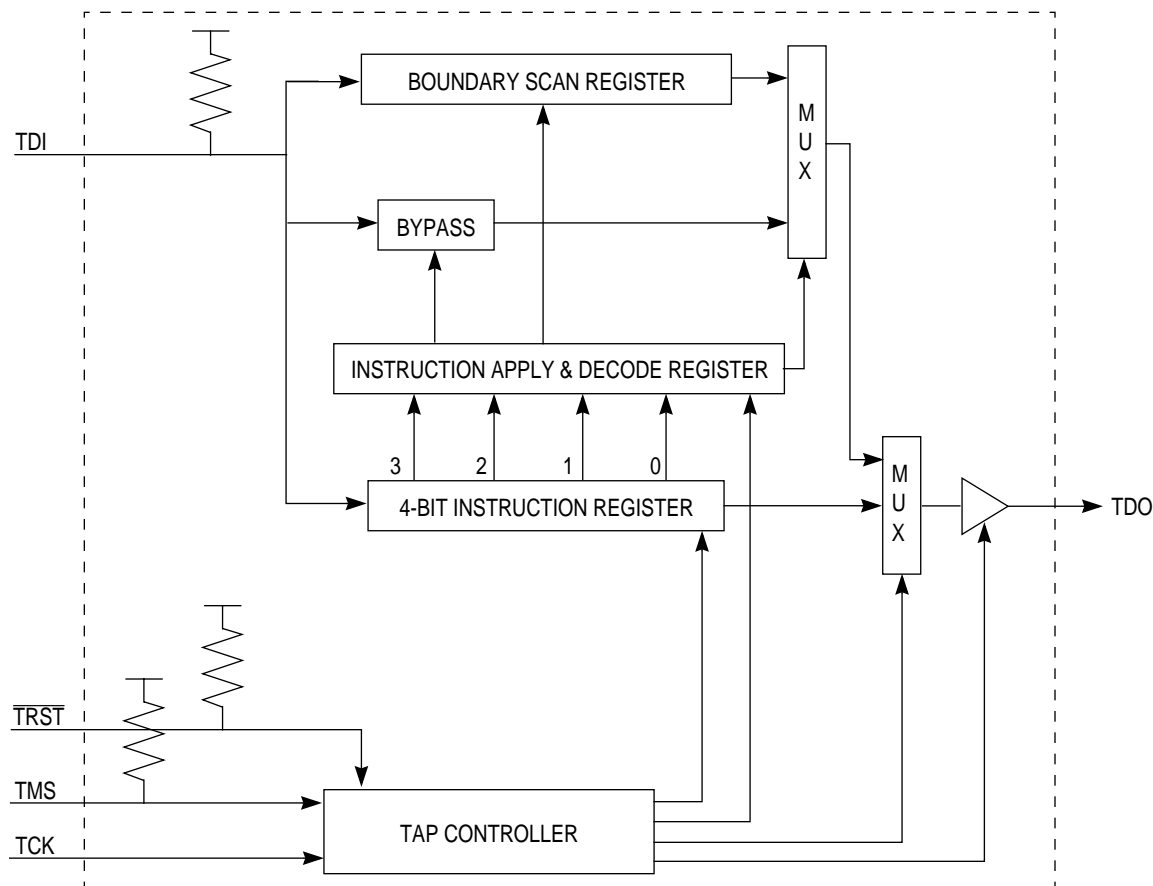 BOUNDARY SCAN REGISTER
M
U
X
TDI
BYPASS
INSTRUCTION APPLY & DECODE REGISTER
3 2 1 0
4-BIT INSTRUCTION REGISTER
M
U
X
TDO
TRST
TMS
TCK
TAP CONTROLLER